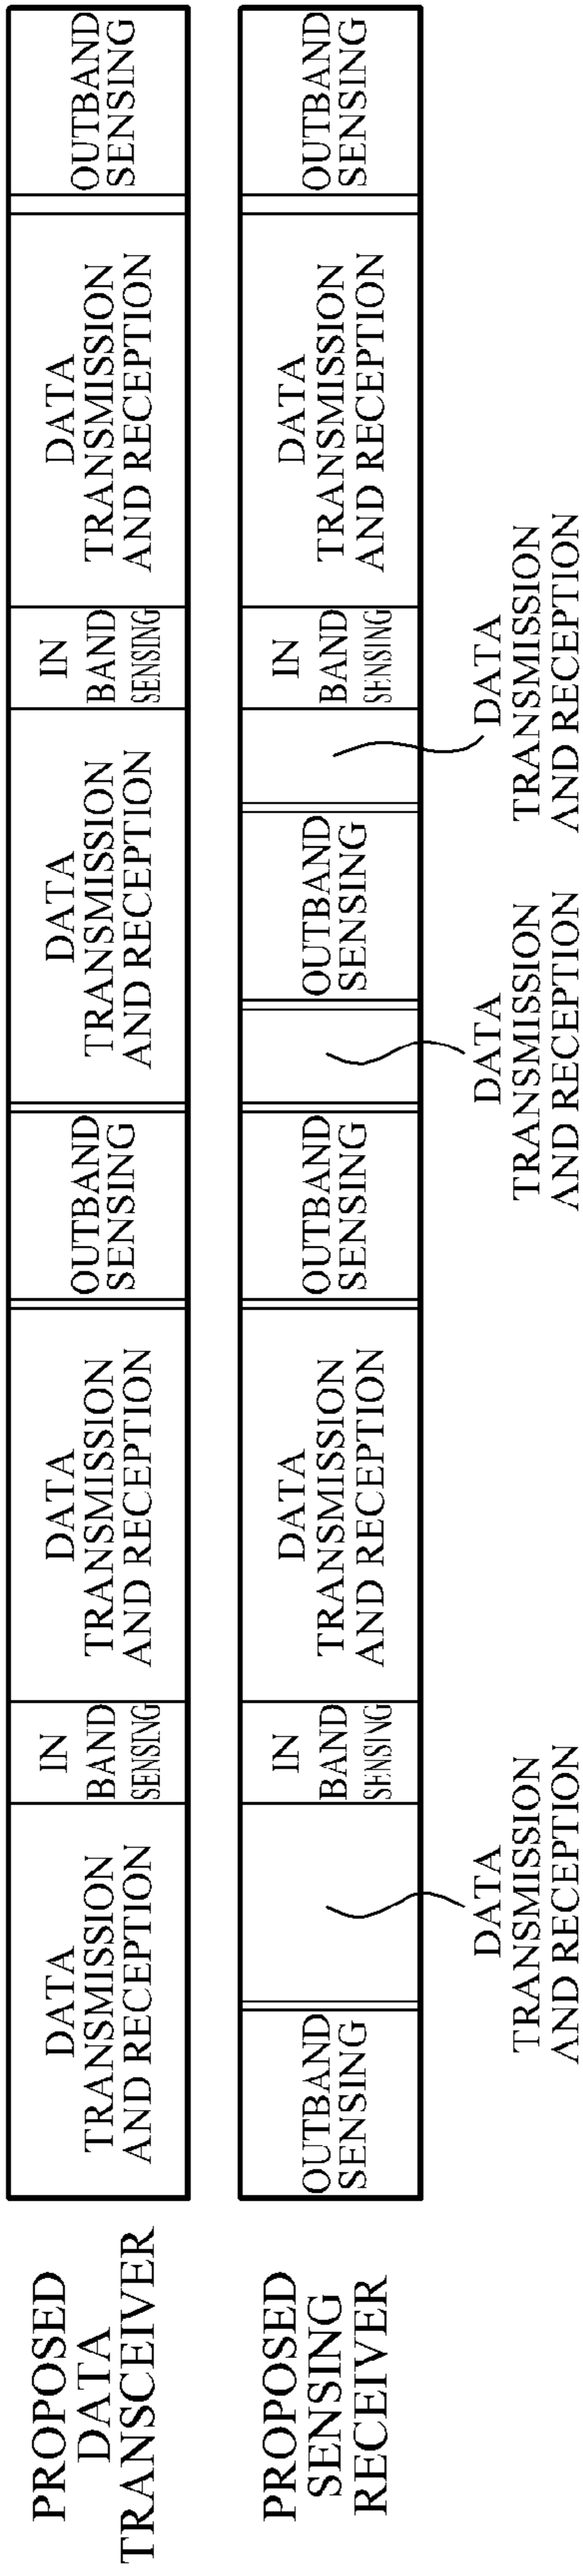 PROPOSED
DATA
TRANSCEIVER
DATA
TRANSMISSION
AND RECEPTION
IN
BAND
SENSING
DATA
TRANSMISSION
AND RECEPTION
OUTBAND
SENSING
DATA
TRANSMISSION
AND RECEPTION
IN
BAND
SENSING
DATA
TRANSMISSION
AND RECEPTION
OUTBAND
SENSING
PROPOSED
SENSING
RECEIVER
OUTBAND
SENSING
IN
BAND
SENSING
DATA
TRANSMISSION
AND RECEPTION
OUTBAND
SENSING
OUTBAND
SENSING
IN
BAND
SENSING
DATA
TRANSMISSION
AND RECEPTION
OUTBAND
SENSING
DATA
TRANSMISSION
AND RECEPTION
DATA
TRANSMISSION
AND RECEPTION
DATA
TRANSMISSION
AND RECEPTION